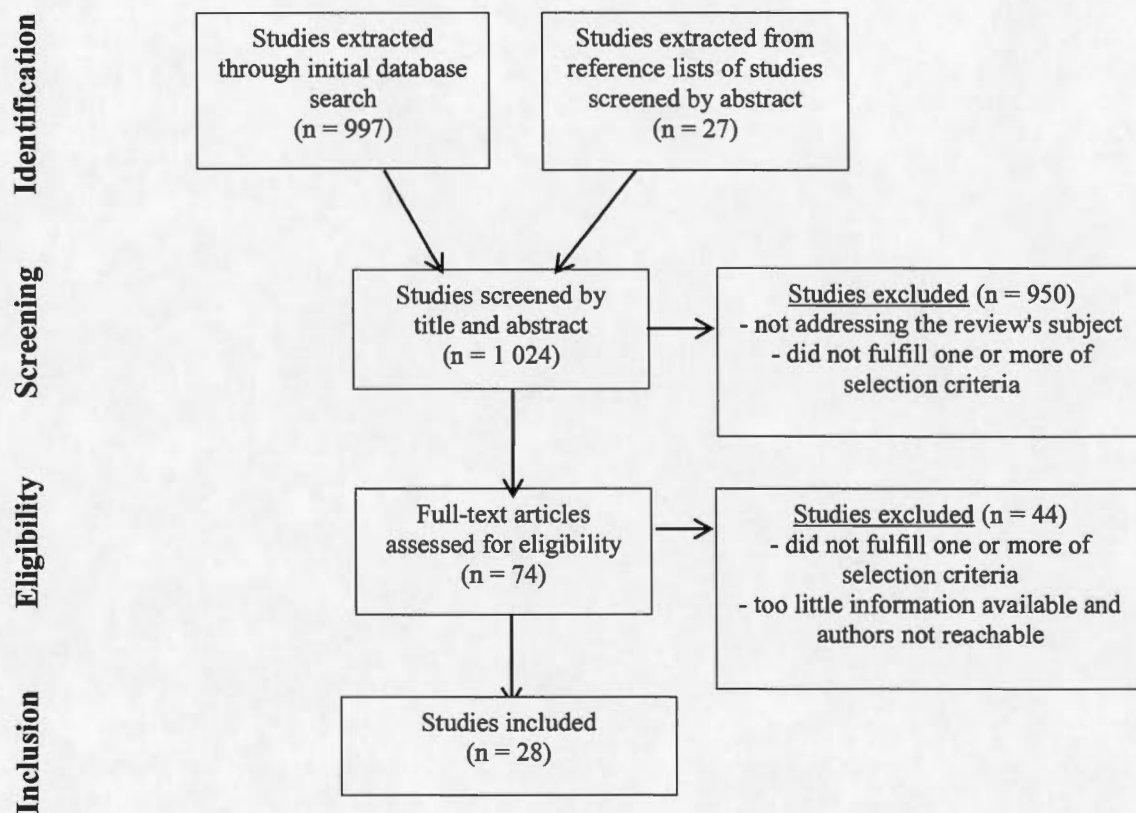 Identification
Studies extracted
through initial database
search
(n = 997)
Studies extracted from
reference lists of studies
screened by abstract
(n = 27)
Screening
Studies screened by
title and abstract
(n = 1 024)
Studies excluded (n = 950)
- not addressing the review's subject
- did not fulfill one or more of
selection criteria
Eligibility
Full-text articles
assessed for eligibility
(n = 74)
Studies excluded (n = 44)
- did not fulfill one or more of
selection criteria
- too little information available and
authors not reachable
Inclusion
Studies included
(n = 28)